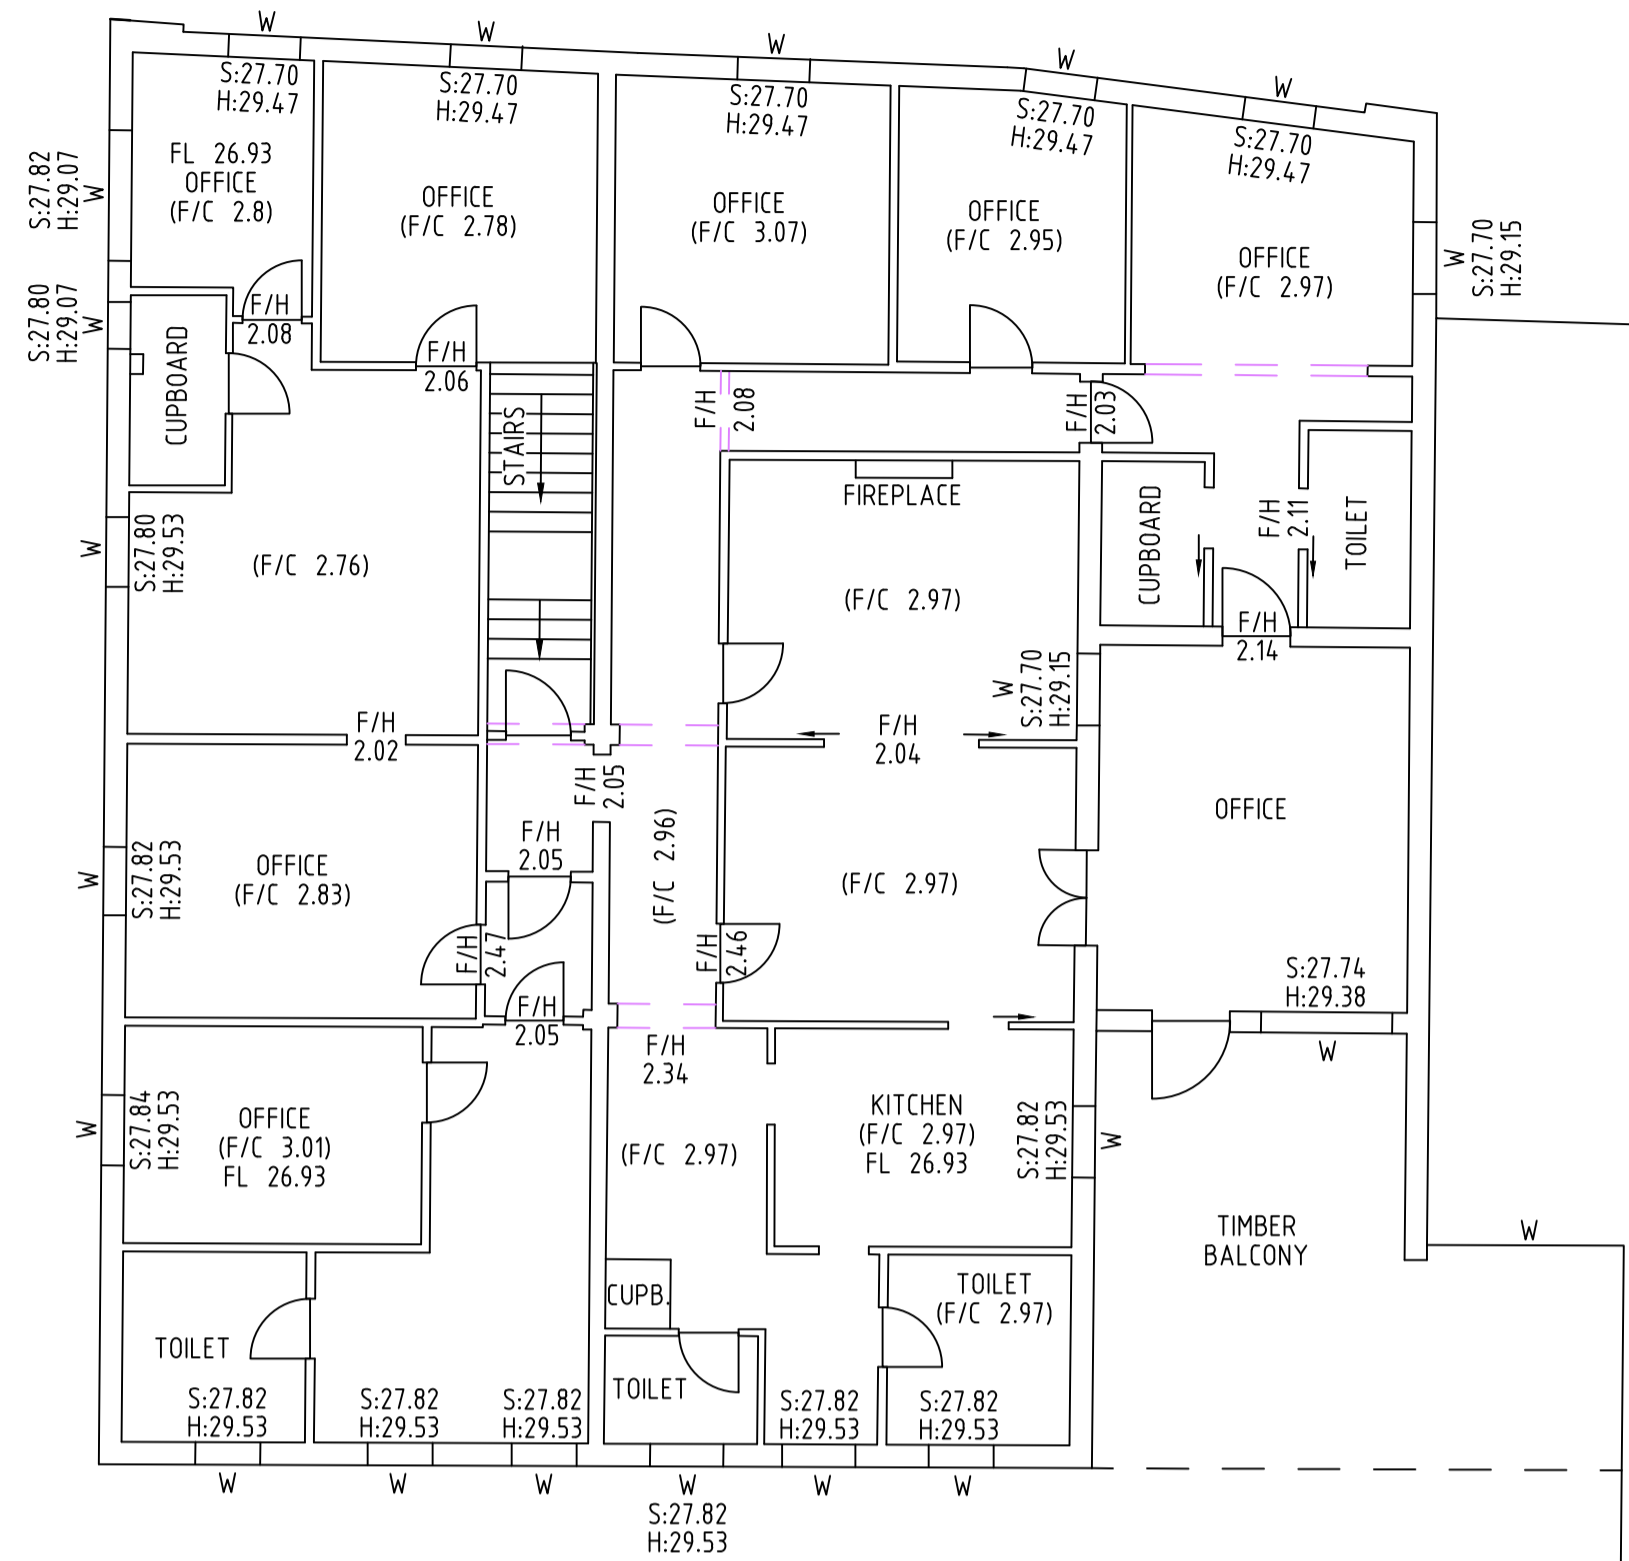 W
W
W
W
W
S:27.70
H:29.47
S:27.70
H:29.47
S:27.70
H:29.47
S:27.70
H:29.47
S:27.70
H:29.47
S:27.82
H:29.07
W
FL 26.93
OFFICE
(F/C 2.8)
OFFICE
(F/C 2.78)
OFFICE
(F/C 3.07)
OFFICE
(F/C 2.95)
OFFICE
(F/C 2.97)
W
S:27.70
H:29.15
S:27.80
H:29.07
W
F/H
2.08
CUPBOARD
F/H
2.06
STAIRS
F/H
2.08
F/H
2.03
FIREPLACE
CUPBOARD
F/H
2.11
TOILET
W
S:27.80
H:29.53
(F/C 2.76)
(F/C 2.97)
F/H
2.14
W
S:27.70
H:29.15
F/H
2.02
F/H
2.04
F/H
2.05
OFFICE
W
S:27.82
H:29.53
OFFICE
(F/C 2.83)
F/H
2.05
(F/C 2.96)
(F/C 2.97)
F/H
2.47
F/H
2.46
S:27.74
H:29.38
W
F/H
2.05
F/H
2.34
W
S:27.84
H:29.53
OFFICE
(F/C 3.01)
FL 26.93
(F/C 2.97)
KITCHEN
(F/C 2.97)
FL 26.93
S:27.82
H:29.53
W
TIMBER
BALCONY
W
CUPB.
TOILET
(F/C 2.97)
TOILET
TOILET
S:27.82
H:29.53
S:27.82
H:29.53
S:27.82
H:29.53
S:27.82
H:29.53
S:27.82
H:29.53
W
W
W
W
W
W
S:27.82
H:29.53